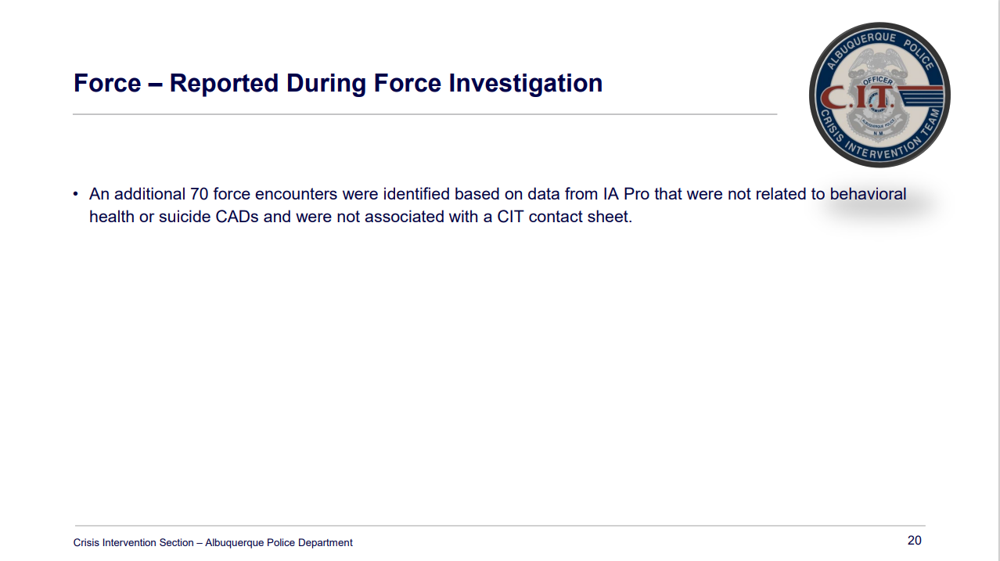 Force – Reported During Force Investigation
ALBUQUERQUE POLICE
OFFICER
C.I.T.
ALBUQUERQUE POLICE
N M
CRISIS INTERVENTION TEAM
• An additional 70 force encounters were identified based on data from IA Pro that were not related to behavioral
health or suicide CADs and were not associated with a CIT contact sheet.
Crisis Intervention Section – Albuquerque Police Department
20